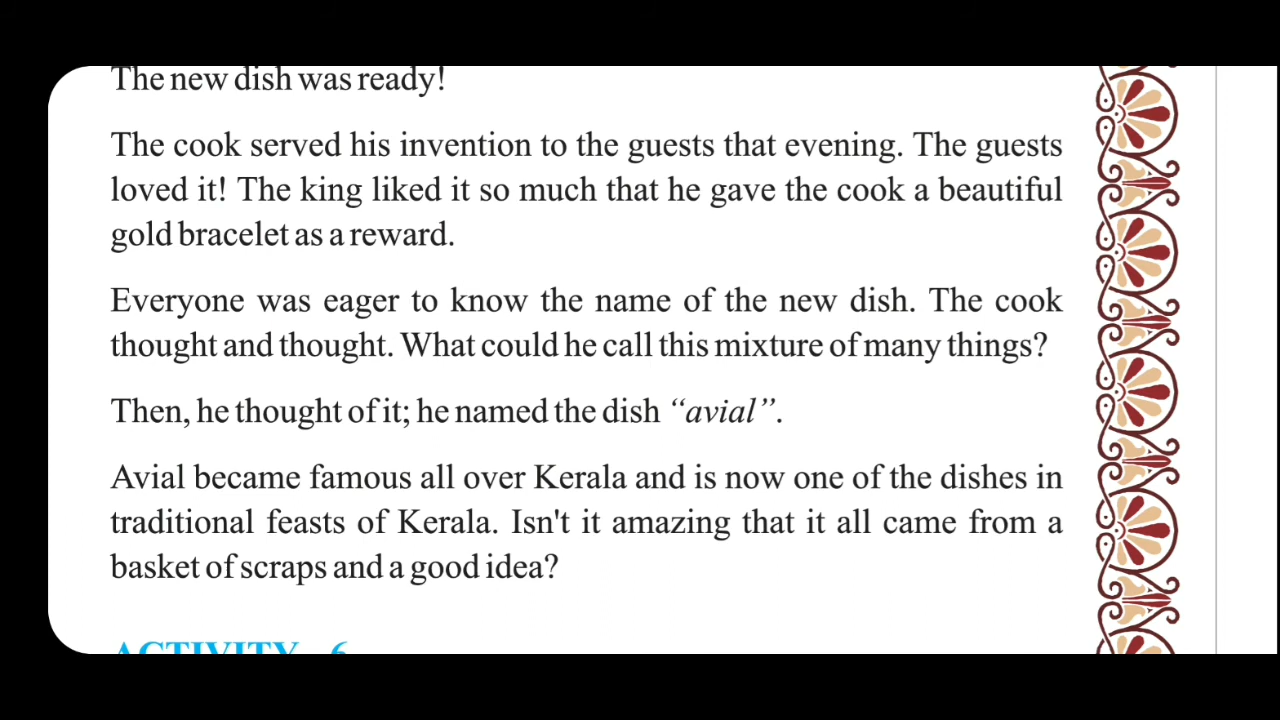 The new dish was ready!
The cook served his invention to the guests that evening. The guests
loved it! The king liked it so much that he gave the cook a beautiful
gold bracelet as a reward.
Everyone was eager to know the name of the new dish. The cook
thought and thought. What could he call this mixture of many things?
Then, he thought of it; he named the dish “avial”.
Avial became famous all over Kerala and is now one of the dishes in
traditional feasts of Kerala. Isn't it amazing that it all came from a
basket of scraps and a good idea?
ACTIVITY 6